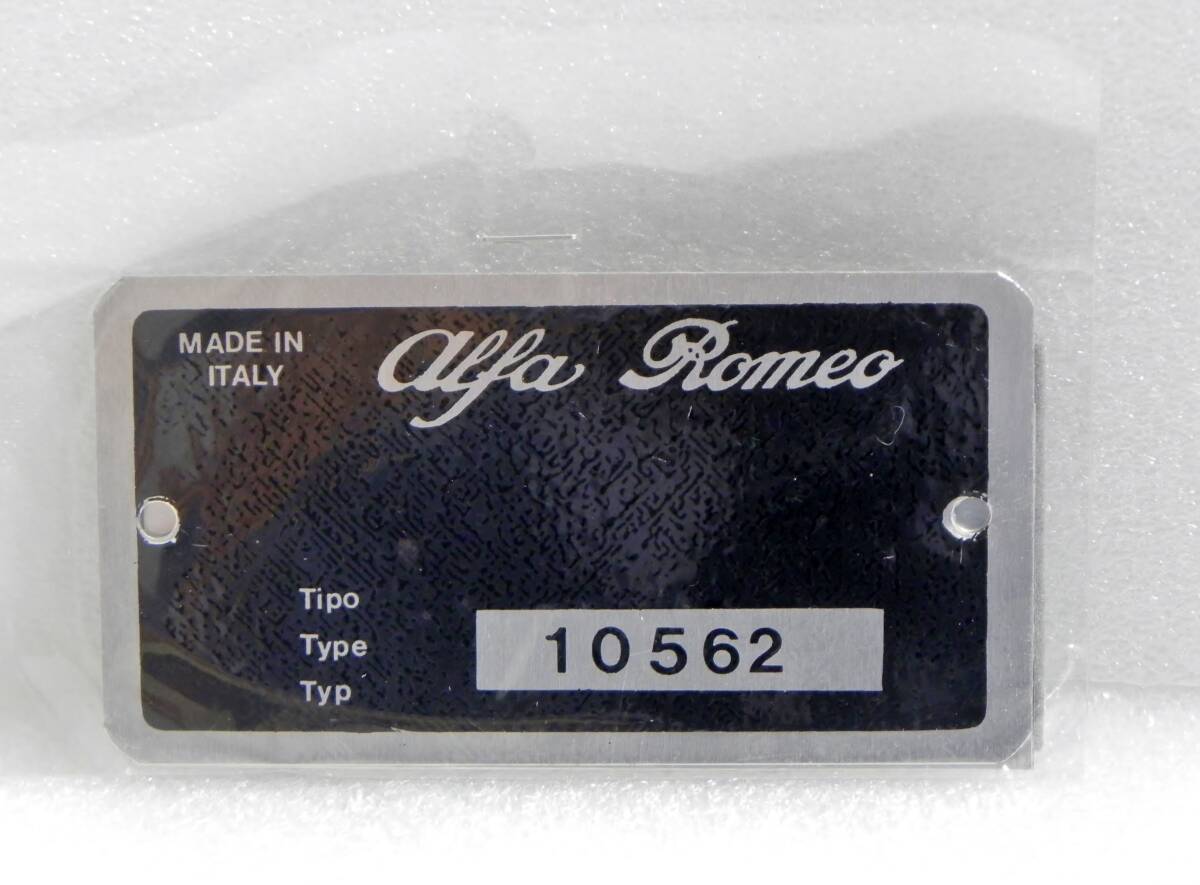 MADE IN
ITALY
Alfa Romeo
Tipo
Type
Typ
10562